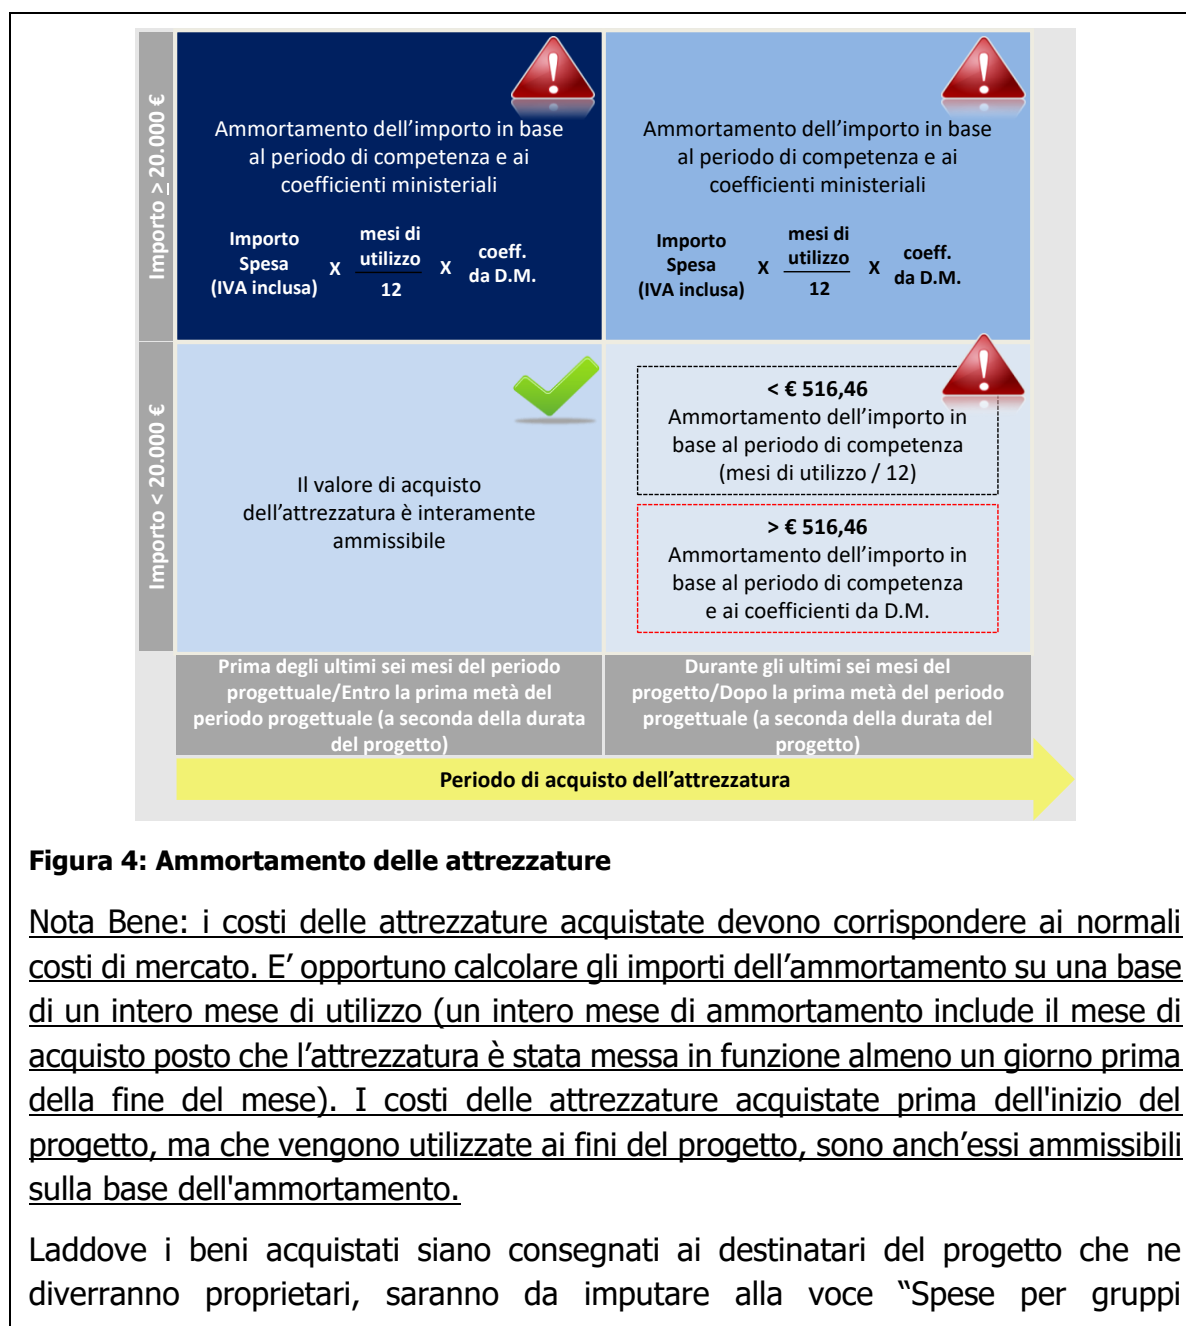 Importo ≥ 20.000 €
Ammortamento dell’importo in base
al periodo di competenza e ai
coefficienti ministeriali
Importo
Spesa
(IVA inclusa)
X
mesi di
utilizzo
12
X
coeff.
da D.M.
Ammortamento dell’importo in base
al periodo di competenza e ai
coefficienti ministeriali
Importo
Spesa
(IVA inclusa)
X
mesi di
utilizzo
12
X
coeff.
da D.M.
Importo < 20.000 €
Il valore di acquisto
dell’attrezzatura è interamente
ammissibile
< € 516,46
Ammortamento dell’importo in
base al periodo di competenza
(mesi di utilizzo / 12)
> € 516,46
Ammortamento dell’importo in
base al periodo di competenza
e ai coefficienti da D.M.
Prima degli ultimi sei mesi del periodo
progettuale/Entro la prima metà del
periodo progettuale (a seconda della durata
del progetto)
Durante gli ultimi sei mesi del
progetto/Dopo la prima metà del periodo
progettuale (a seconda della durata del
progetto)
Periodo di acquisto dell’attrezzatura
Figura 4: Ammortamento delle attrezzature
Nota Bene: i costi delle attrezzature acquistate devono corrispondere ai normali
costi di mercato. E’ opportuno calcolare gli importi dell’ammortamento su una base
di un intero mese di utilizzo (un intero mese di ammortamento include il mese di
acquisto posto che l’attrezzatura è stata messa in funzione almeno un giorno prima
della fine del mese). I costi delle attrezzature acquistate prima dell'inizio del
progetto, ma che vengono utilizzate ai fini del progetto, sono anch’essi ammissibili
sulla base dell'ammortamento.
Laddove i beni acquistati siano consegnati ai destinatari del progetto che ne
diverranno proprietari, saranno da imputare alla voce “Spese per gruppi